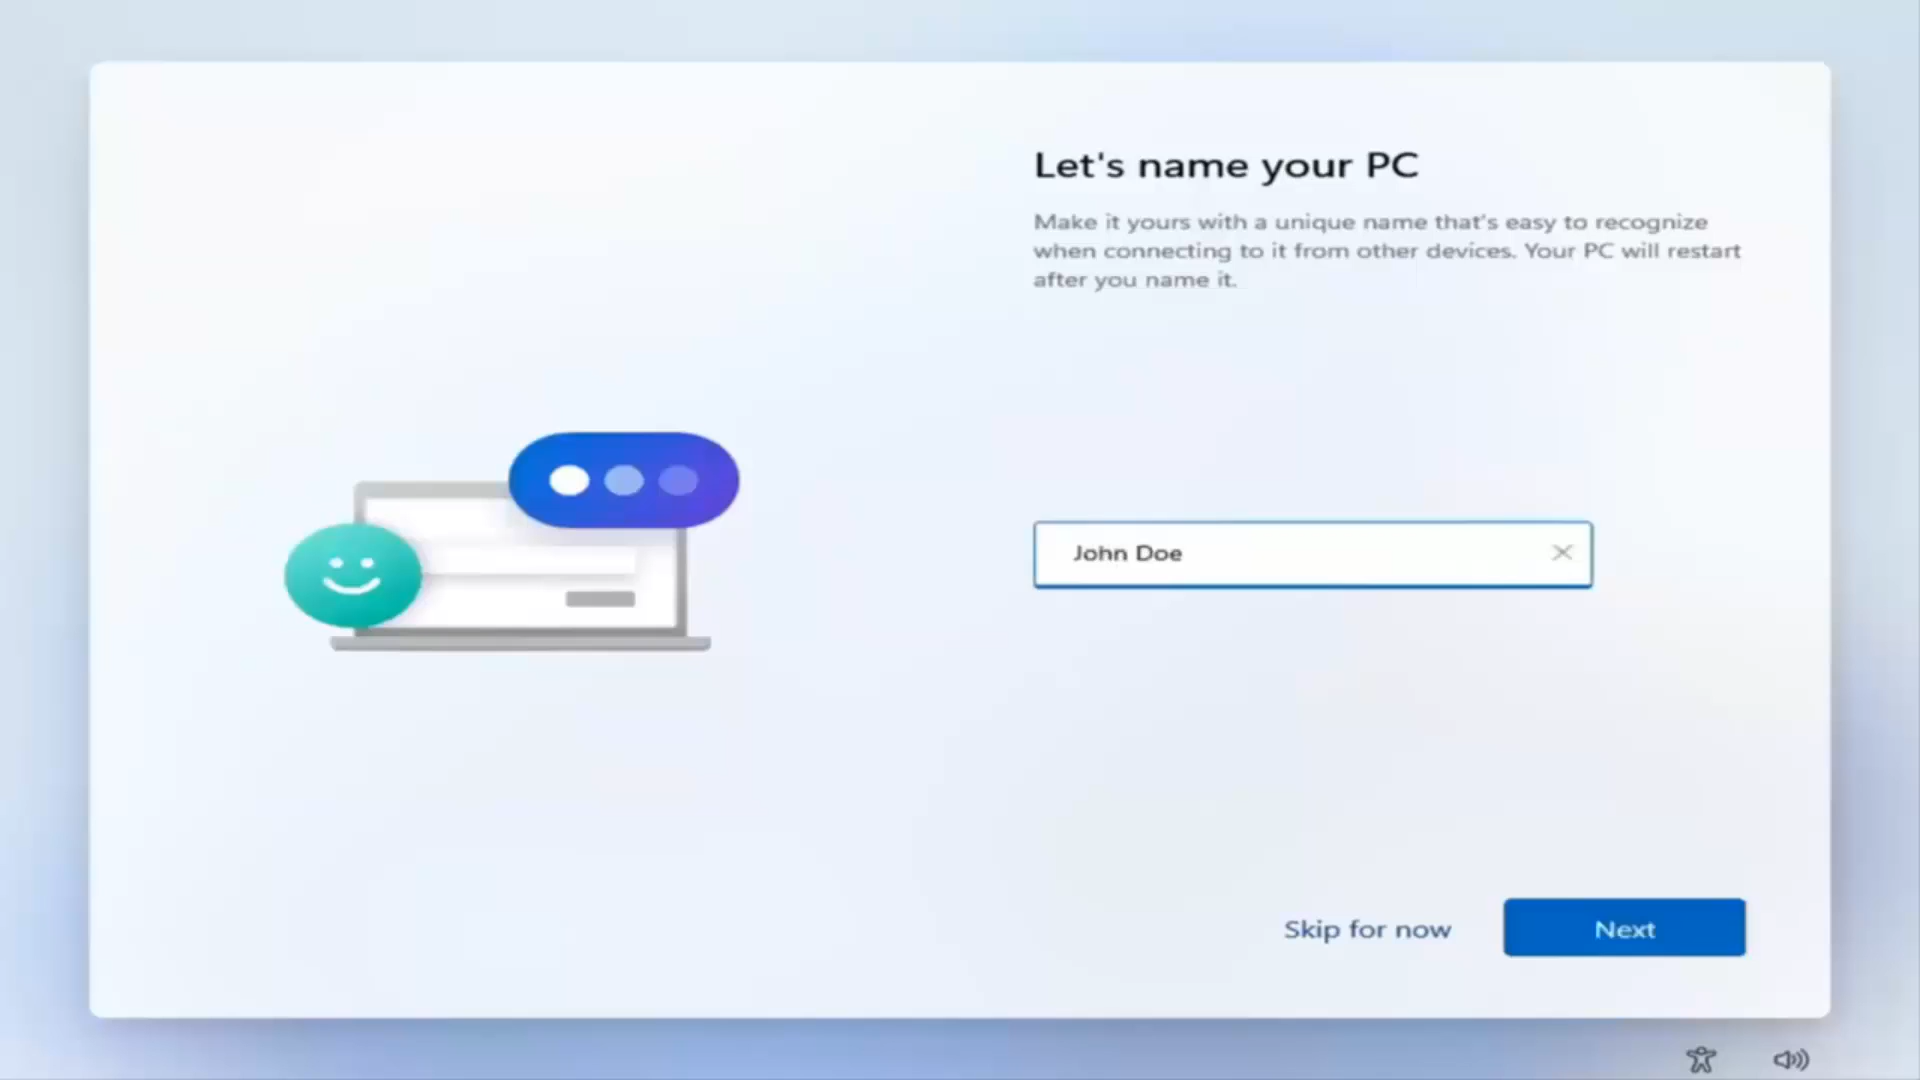 Let's name your PC
Make it yours with a unique name that's easy to recognize
when connecting to it from other devices. Your PC will restart
after you name it.
John Doe
Skip for now
Next